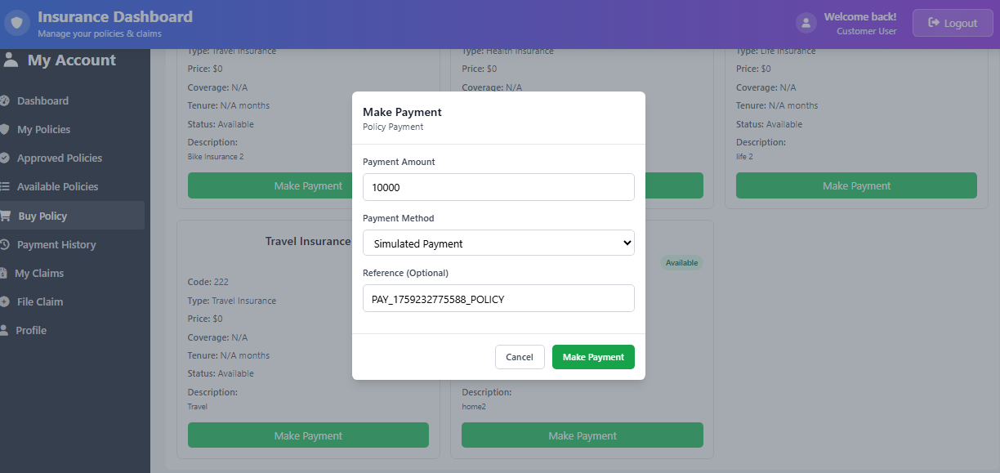 Insurance Dashboard
Manage your policies & claims
Welcome back!
Customer User
Logout
My Account
Dashboard
My Policies
Approved Policies
Available Policies
Buy Policy
Payment History
My Claims
File Claim
Profile
Type: Travel Insurance
Price: $0
Coverage: N/A
Tenure: N/A months
Status: Available
Description:
Bike Insurance 2
Make Payment
Type: Health Insurance
Price: $0
Coverage: N/A
Type: Life Insurance
Price: $0
Coverage: N/A
Tenure: N/A months
Status: Available
Description:
life 2
Make Payment
Travel Insurance
Code: 222
Type: Travel Insurance
Price: $0
Coverage: N/A
Tenure: N/A months
Status: Available
Description:
Travel
Make Payment
Available
Description:
home2
Make Payment
Make Payment
Policy Payment
Payment Amount
10000
Payment Method
Simulated Payment
Reference (Optional)
PAY_1759232775588_POLICY
Cancel
Make Payment